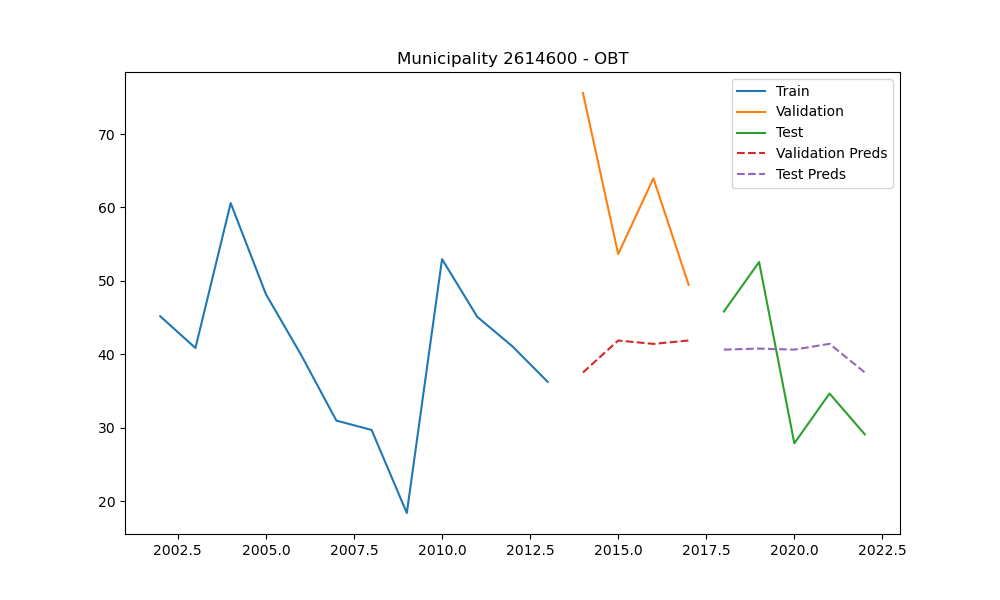 Municipality 2614600 - OBT
Train
Validation
Test
Validation Preds
Test Preds
70
60
50
40
30
20
2002.5 2005.0 2007.5 2010.0 2012.5 2015.0 2017.5 2020.0 2022.5